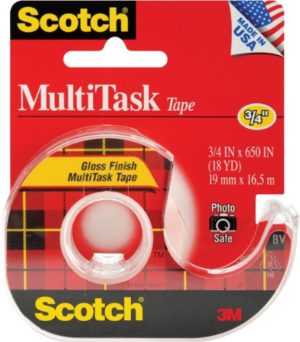 Scotch
MADE IN
USA
MultiTask Tape
3/4"
3/4 IN x 650 IN
(18 YD)
19 mm x 16,5 m
Gloss Finish
MultiTask Tape
Photo
Safe
BV
Scotch
3M